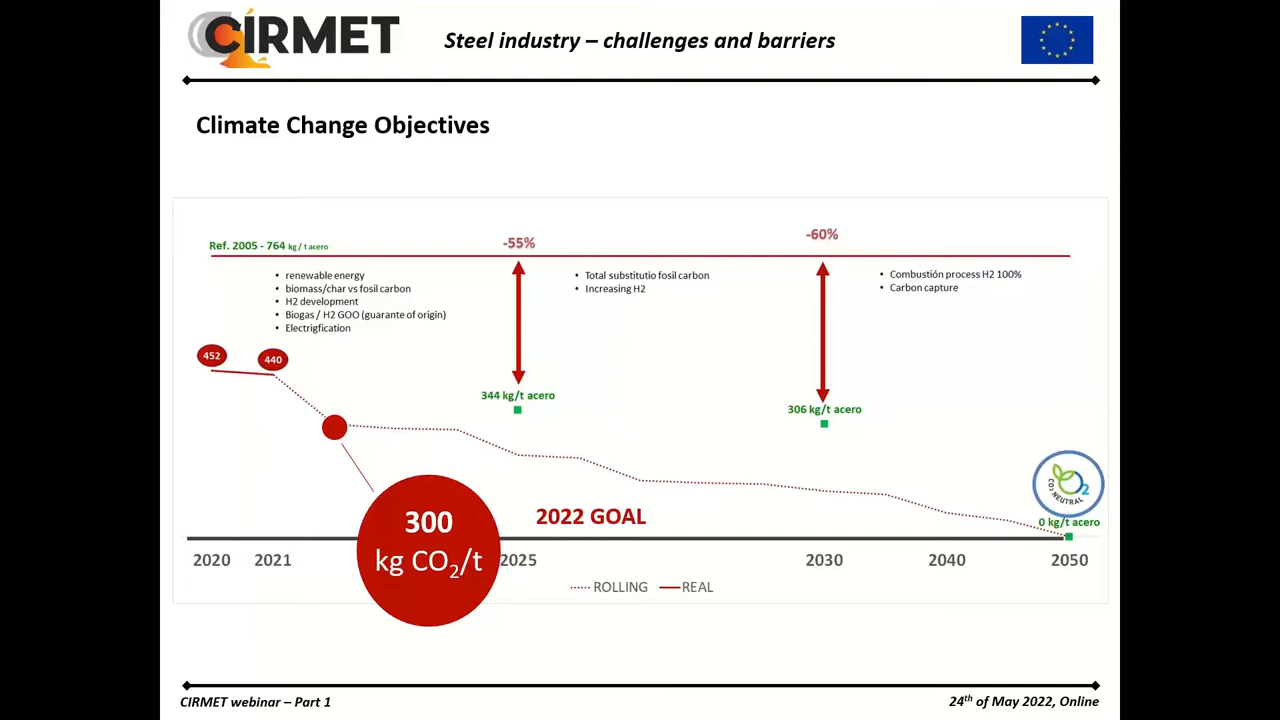 CÍRMET
Steel industry – challenges and barriers
Climate Change Objectives
Ref. 2005 - 764 kg / t acero
-55%
-60%
• renewable energy
• biomass/char vs fosil carbon
• H2 development
• Biogas / H2 GOO (guarante of origin)
• Electrigfication
• Total substitutio fosil carbon
• Increasing H2
• Combustión process H2 100%
• Carbon capture
452
440
344 kg/t acero
306 kg/t acero
CO2 NEUTRAL
0 kg/t acero
300
kg CO2/t
2022 GOAL
2020 2021 2025 2030 2040 2050
ROLLING REAL
CIRMET webinar – Part 1
24th of May 2022, Online